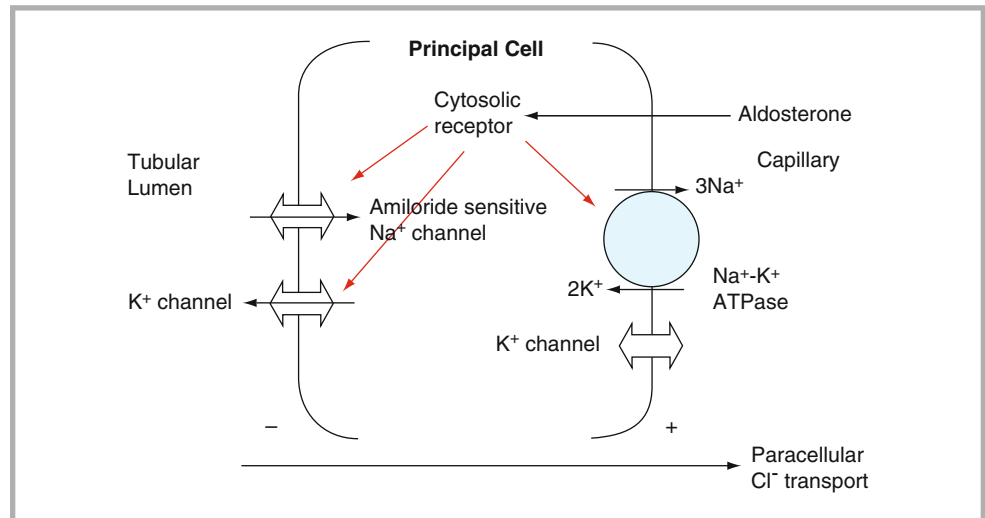 Principal Cell
Cytosolic
receptor
Aldosterone
Tubular
Lumen
Capillary
3Na⁺
Amiloride sensitive
Na⁺ channel
K⁺ channel
2K⁺
Na⁺-K⁺
ATPase
K⁺ channel
–
+
Paracellular
Cl⁻ transport